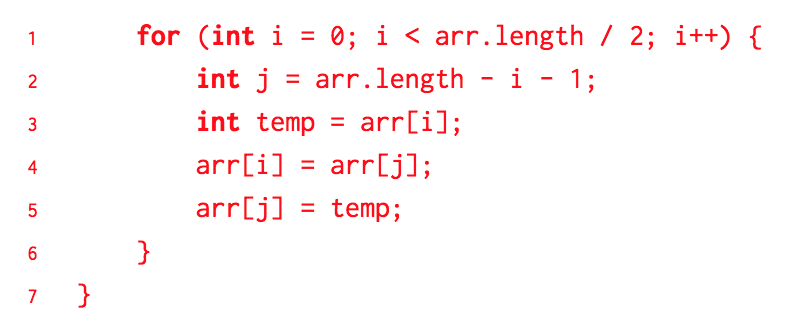 1 for (int i = 0; i < arr.length / 2; i++) {
2 int j = arr.length - i - 1;
3 int temp = arr[i];
4 arr[i] = arr[j];
5 arr[j] = temp;
6 }
7 }